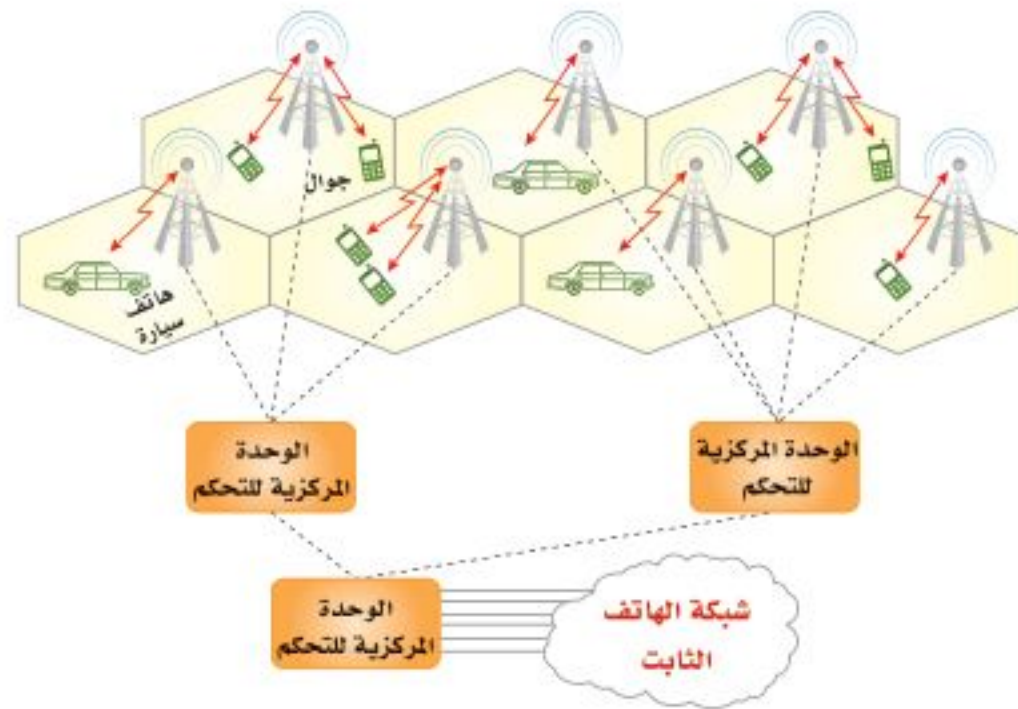 جوال
هاتف
سيارة
الوحدة المركزية
للتحكم
الوحدة
المركزية للتحكم
الوحدة
المركزية للتحكم
شبكة الهاتف
الثابت